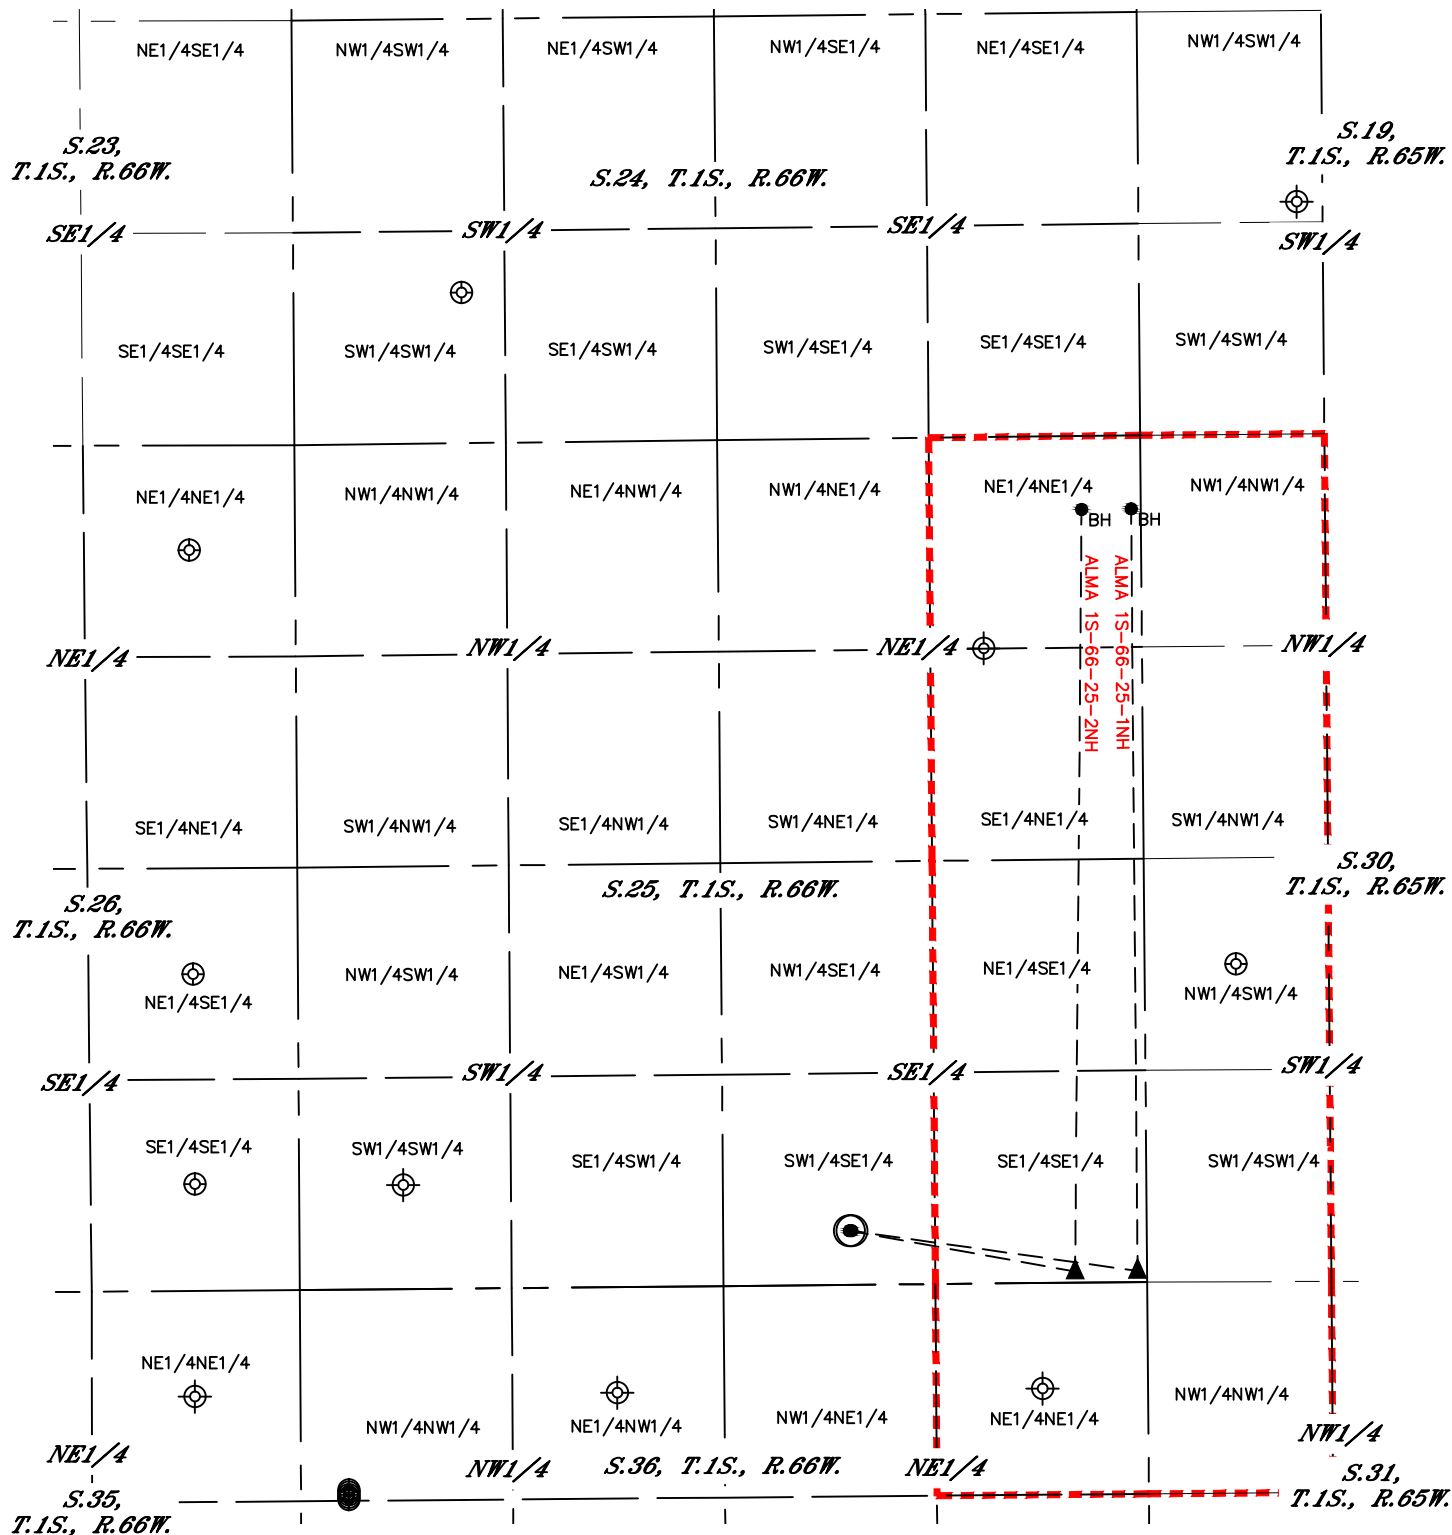 NE1/4SE1/4
NW1/4SW1/4
NE1/4SW1/4
NW1/4SE1/4
NE1/4SE1/4
NW1/4SW1/4
S.23,
T.1S., R.66W.
S.24, T.1S., R.66W.
S.19,
T.1S., R.65W.
SE1/4
SW1/4
SE1/4
SW1/4
SE1/4SE1/4
SW1/4SW1/4
SE1/4SW1/4
SW1/4SE1/4
SE1/4SE1/4
SW1/4SW1/4
NE1/4NE1/4
NW1/4NW1/4
NE1/4NW1/4
NW1/4NE1/4
NE1/4NE1/4
NW1/4NW1/4
BH
BH
ALMA 1S-66-25-2NH
ALMA 1S-66-25-1NH
NE1/4
NW1/4
NE1/4
NW1/4
SE1/4NE1/4
SW1/4NW1/4
SE1/4NW1/4
SW1/4NE1/4
SE1/4NE1/4
SW1/4NW1/4
S.26,
T.1S., R.66W.
S.25, T.1S., R.66W.
S.30,
T.1S., R.65W.
NE1/4SE1/4
NW1/4SW1/4
NE1/4SW1/4
NW1/4SE1/4
NE1/4SE1/4
NW1/4SW1/4
SE1/4
SW1/4
SE1/4
SW1/4
SE1/4SE1/4
SW1/4SW1/4
SE1/4SW1/4
SW1/4SE1/4
SE1/4SE1/4
SW1/4SW1/4
NE1/4NE1/4
NW1/4NW1/4
NE1/4NW1/4
NW1/4NE1/4
NE1/4NE1/4
NW1/4NW1/4
NE1/4
NW1/4
NE1/4
NW1/4
S.35,
T.1S., R.66W.
S.36, T.1S., R.66W.
S.31,
T.1S., R.65W.